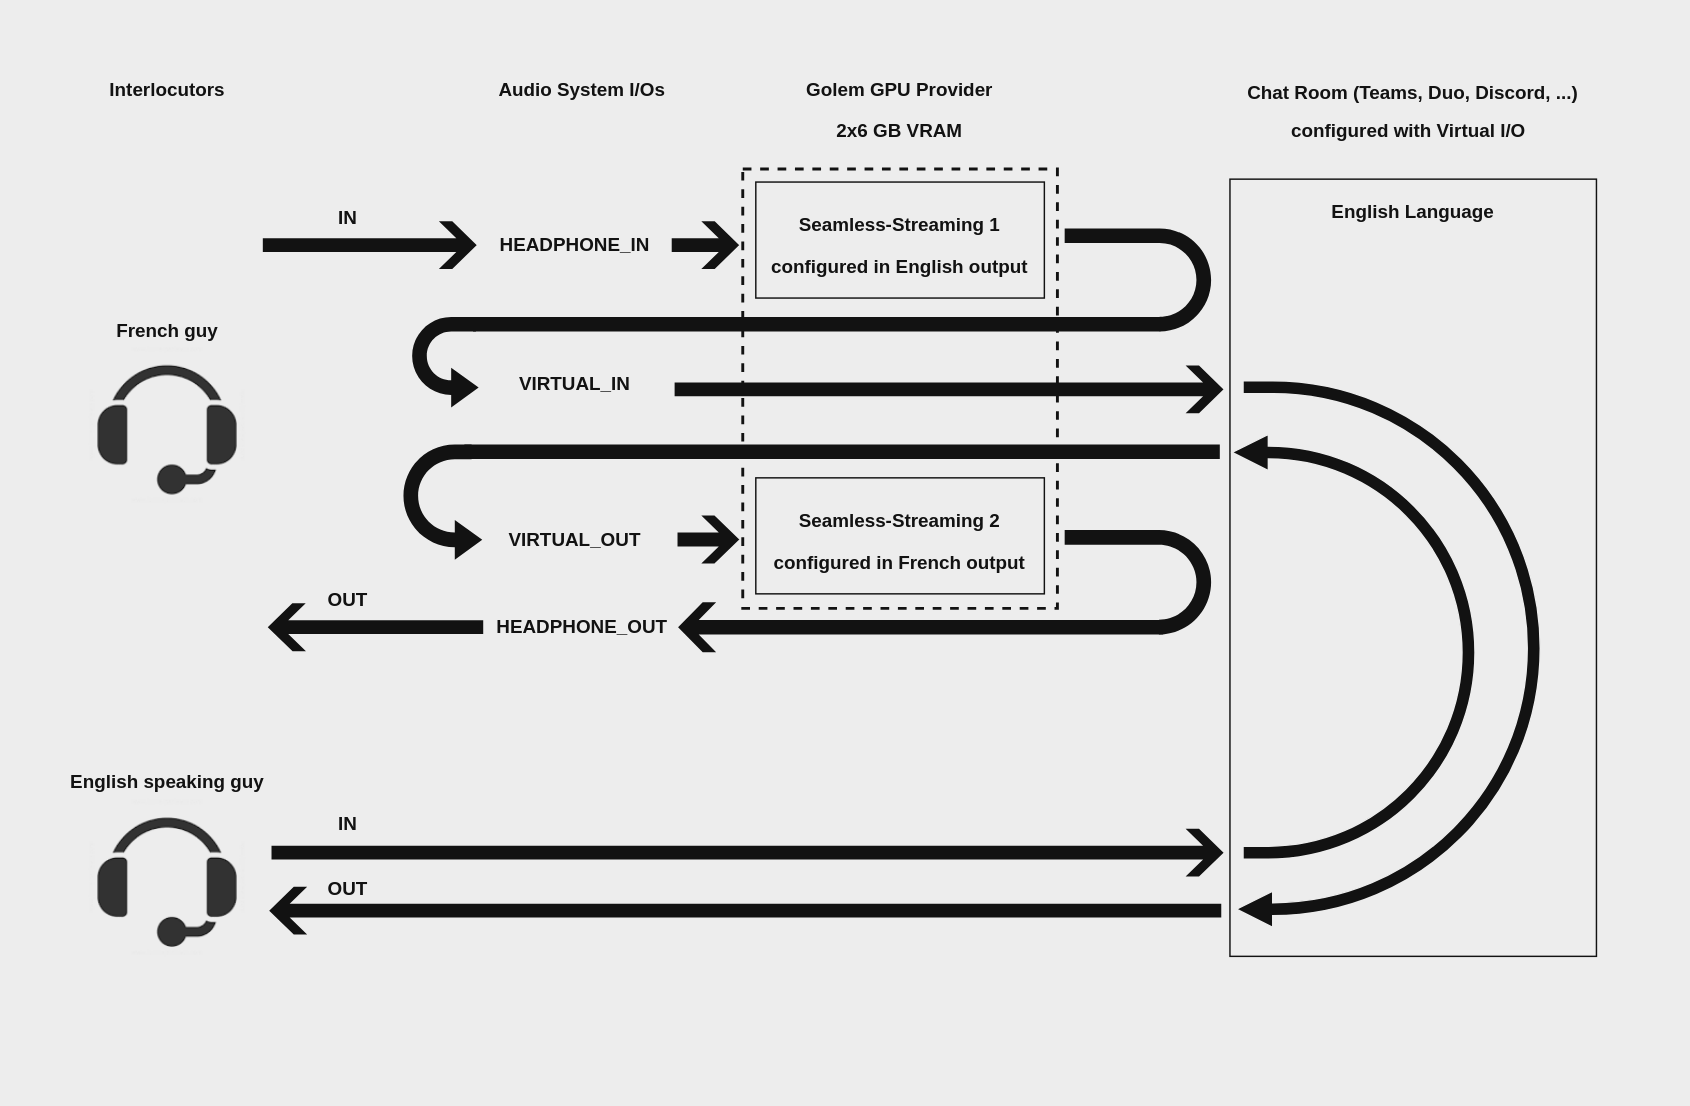 Interlocutors
Audio System I/Os
Golem GPU Provider
2x6 GB VRAM
Chat Room (Teams, Duo, Discord, ...)
configured with Virtual I/O
English Language
IN
HEADPHONE_IN
Seamless-Streaming 1
configured in English output
French guy
VIRTUAL_IN
VIRTUAL_OUT
Seamless-Streaming 2
configured in French output
OUT
HEADPHONE_OUT
English speaking guy
IN
OUT